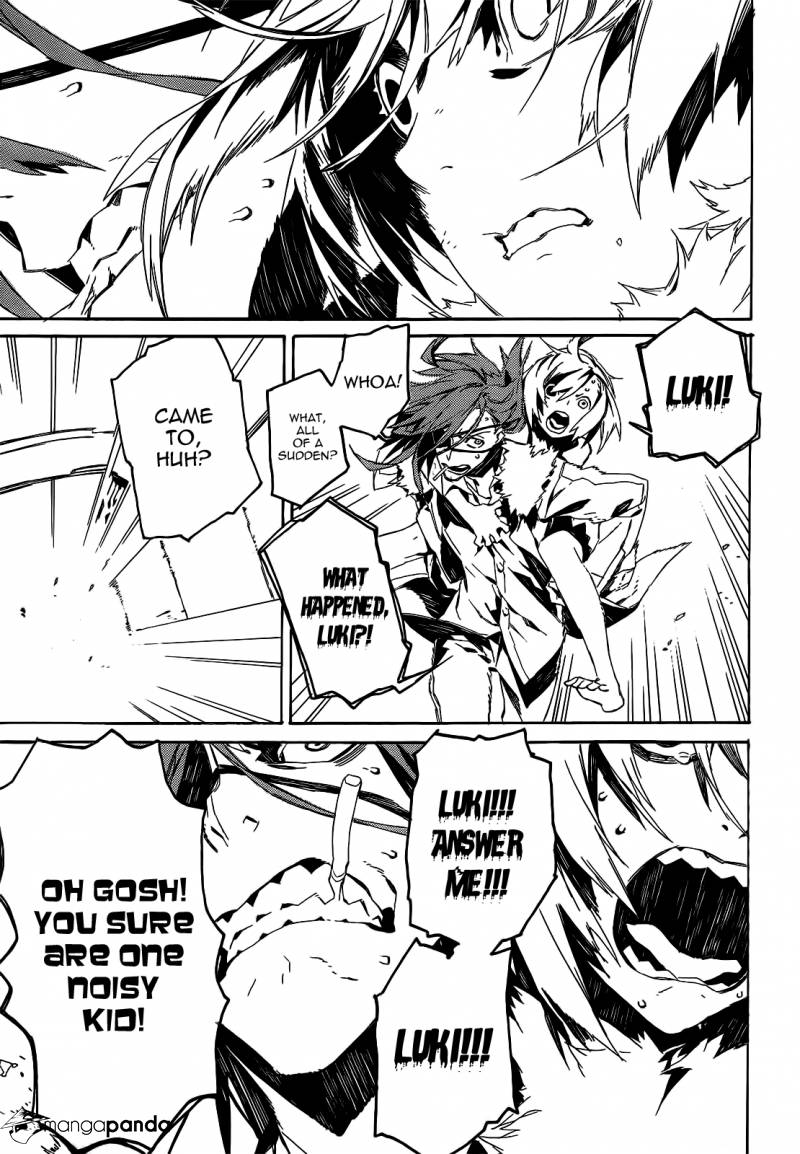 LUKI!
WHOA!
WHAT,
ALL
OF A
SUDDEN?
WHAT
HAPPENED,
LUKI?!
CAME
TO,
HUH?
LUKI!!!
ANSWER
ME!!!
LUKI!!!
OH GOSH!
YOU SURE
ARE ONE
NOISY
KID!
mangapanda